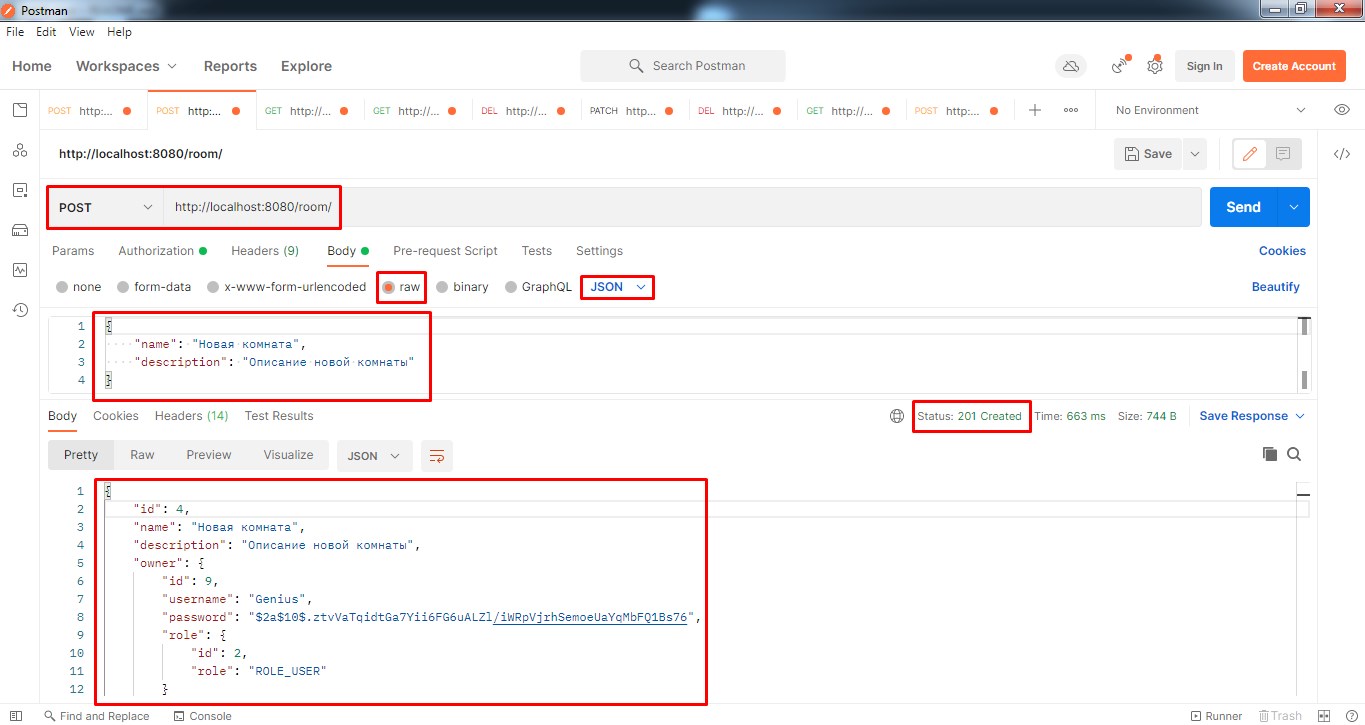 Postman
File Edit View Help
Home Workspaces Reports Explore Search Postman Sign In Create Account
POST http:... POST http:... GET http://... GET http://... DEL http://... PATCH http... DEL http://... GET http://... POST http:... No Environment
http://localhost:8080/room/ Save
POST http://localhost:8080/room/ Send
Params Authorization Headers (9) Body Pre-request Script Tests Settings Cookies
none form-data x-www-form-urlencoded raw binary GraphQL JSON Beautify
1 {
2 "name": "Новая комната",
3 "description": "Описание новой комнаты"
4 }
Body Cookies Headers (14) Test Results Status: 201 Created Time: 663 ms Size: 744 B Save Response
Pretty Raw Preview Visualize JSON
1 {
2 "id": 4,
3 "name": "Новая комната",
4 "description": "Описание новой комнаты",
5 "owner": {
6 "id": 9,
7 "username": "Genius",
8 "password": "$2a$10$.ztvVaTqidtGa7Yii6FG6uALZl/iWRpVjrhSemoeUaYqMbFQ1Bs76",
9 "role": {
10 "id": 2,
11 "role": "ROLE_USER"
12 }
Find and Replace Console Runner Trash